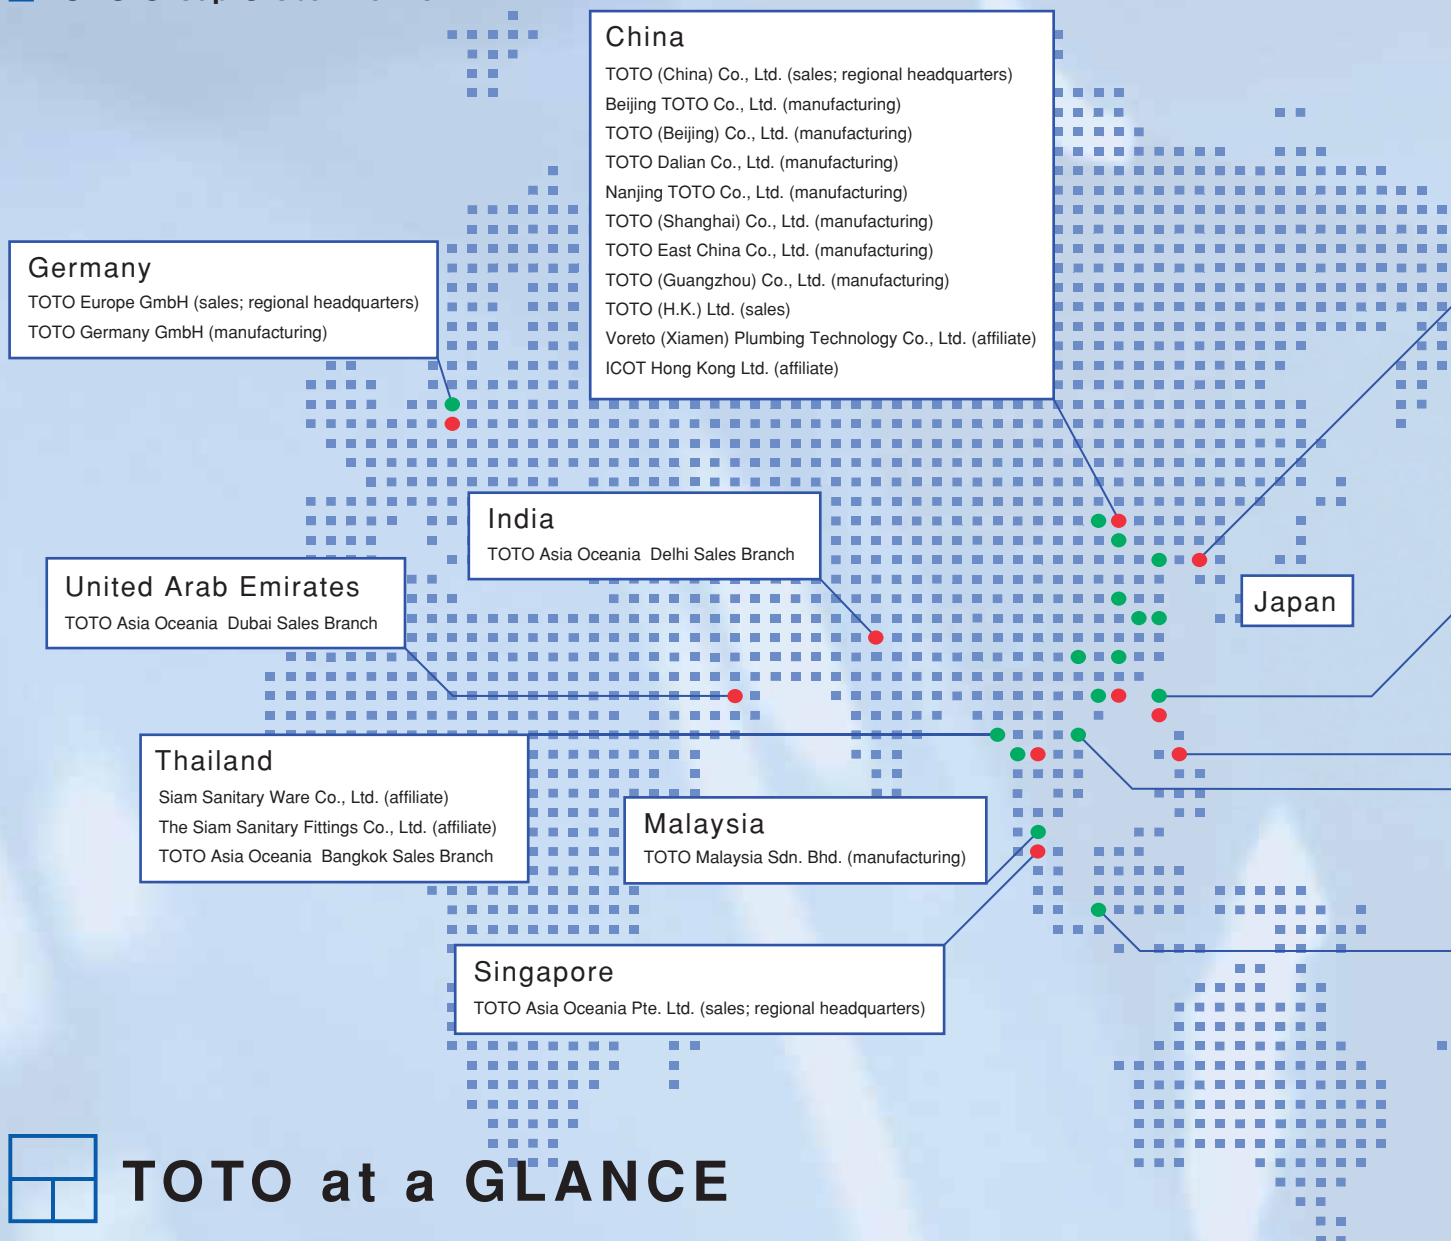 China
TOTO (China) Co., Ltd. (sales; regional headquarters)
Beijing TOTO Co., Ltd. (manufacturing)
TOTO (Beijing) Co., Ltd. (manufacturing)
TOTO Dalian Co., Ltd. (manufacturing)
Nanjing TOTO Co., Ltd. (manufacturing)
TOTO (Shanghai) Co., Ltd. (manufacturing)
TOTO East China Co., Ltd. (manufacturing)
TOTO (Guangzhou) Co., Ltd. (manufacturing)
TOTO (H.K.) Ltd. (sales)
Voreto (Xiamen) Plumbing Technology Co., Ltd. (affiliate)
ICOT Hong Kong Ltd. (affiliate)
Germany
TOTO Europe GmbH (sales; regional headquarters)
TOTO Germany GmbH (manufacturing)
India
TOTO Asia Oceania Delhi Sales Branch
United Arab Emirates
TOTO Asia Oceania Dubai Sales Branch
Japan
Thailand
Siam Sanitary Ware Co., Ltd. (affiliate)
The Siam Sanitary Fittings Co., Ltd. (affiliate)
TOTO Asia Oceania Bangkok Sales Branch
Malaysia
TOTO Malaysia Sdn. Bhd. (manufacturing)
Singapore
TOTO Asia Oceania Pte. Ltd. (sales; regional headquarters)
TOTO at a GLANCE